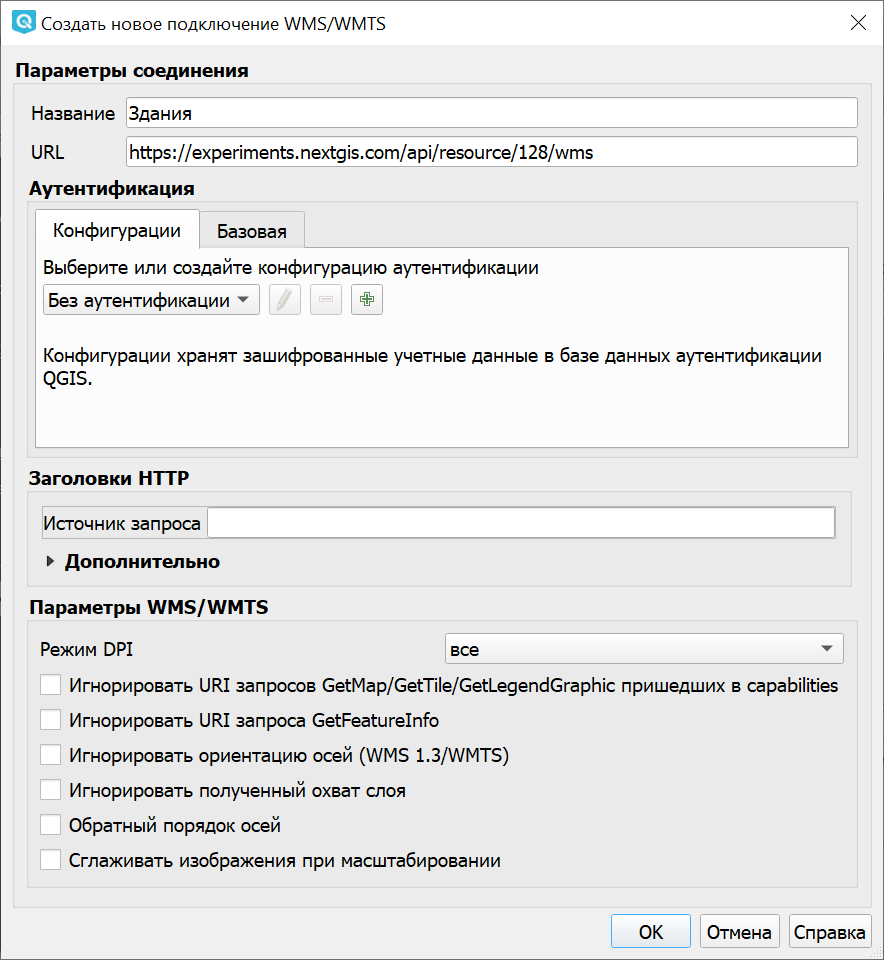 Создать новое подключение WMS/WMTS
Параметры соединения
Название Здания
URL https://experiments.nextgis.com/api/resource/128/wms
Аутентификация
Конфигурации Базовая
Выберите или создайте конфигурацию аутентификации
Без аутентификации
Конфигурации хранят зашифрованные учетные данные в базе данных аутентификации
QGIS.
Заголовки HTTP
Источник запроса
Дополнительно
Параметры WMS/WMTS
Режим DPI все
Игнорировать URI запросов GetMap/GetTile/GetLegendGraphic пришедших в capabilities
Игнорировать URI запроса GetFeatureInfo
Игнорировать ориентацию осей (WMS 1.3/WMTS)
Игнорировать полученный охват слоя
Обратный порядок осей
Сглаживать изображения при масштабировании
OK Отмена Справка